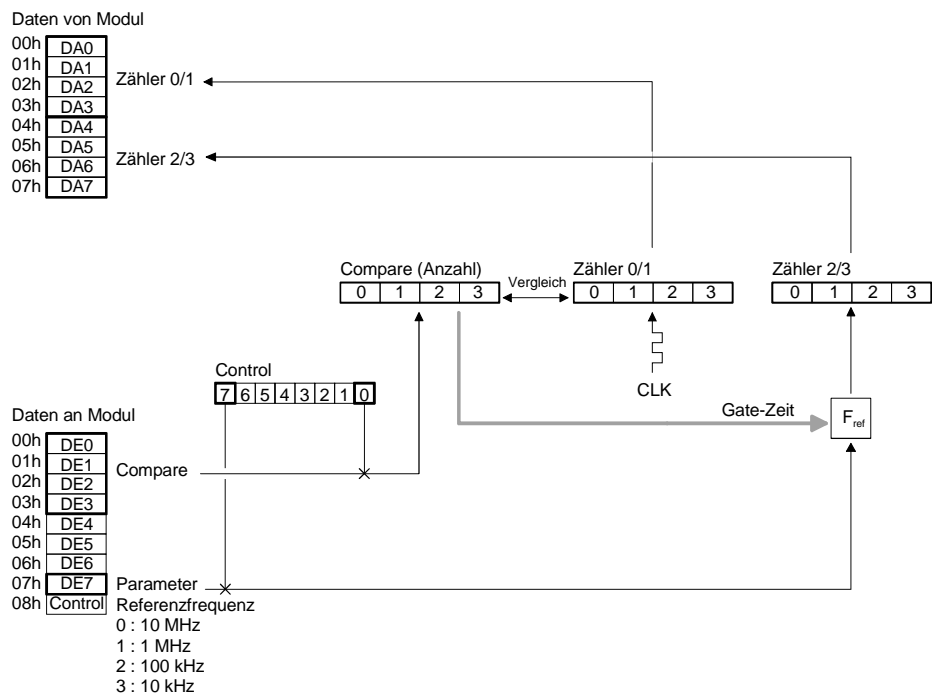 Daten von Modul
00h DA0
01h DA1
02h DA2
03h DA3
04h DA4
05h DA5
06h DA6
07h DA7
Zähler 0/1
Zähler 2/3
Compare (Anzahl)
0 1 2 3
Vergleich
Zähler 0/1
0 1 2 3
Zähler 2/3
0 1 2 3
CLK
Control
7 6 5 4 3 2 1 0
Gate-Zeit
Fref
Daten an Modul
00h DE0
01h DE1
02h DE2
03h DE3
04h DE4
05h DE5
06h DE6
07h DE7
08h Control
Compare
Parameter
Referenzfrequenz
0 : 10 MHz
1 : 1 MHz
2 : 100 kHz
3 : 10 kHz